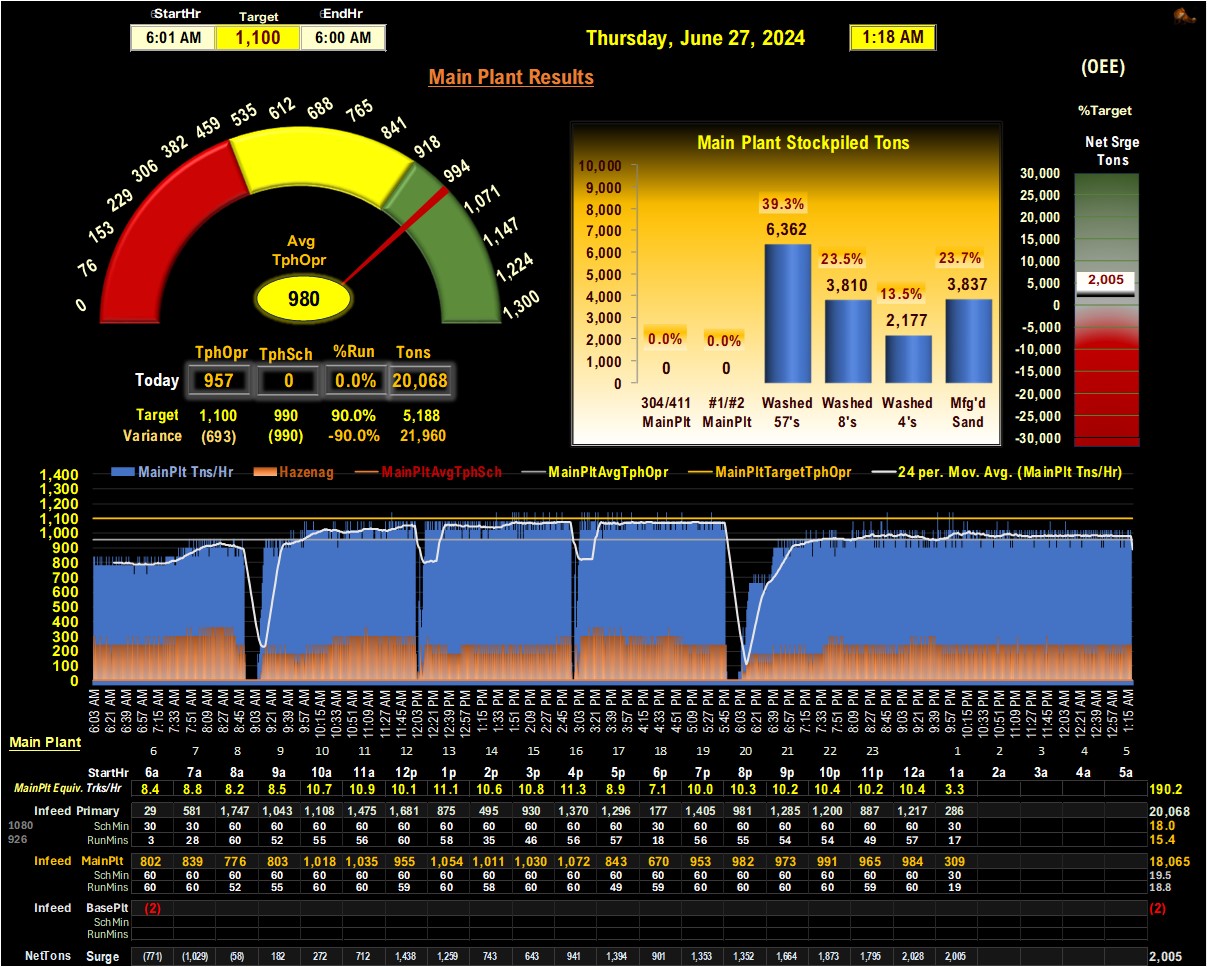 StartHr Target EndHr
6:01 AM 1,100 6:00 AM
Thursday, June 27, 2024 1:18 AM
Main Plant Results
(OEE)
%Target
Net Srge
Tons
0 76 153 229 306 382 459 535 612 688 765 841 918 994 1,071 1,147 1,224 1,300
Avg
TphOpr
980
TphOpr TphSch %Run Tons
Today 957 0 0.0% 20,068
Target 1,100 990 90.0% 5,188
Variance (693) (990) -90.0% 21,960
Main Plant Stockpiled Tons
10,000
9,000
8,000
7,000
6,000
5,000
4,000
3,000
2,000
1,000
0
0.0% 0.0% 39.3% 23.5% 13.5% 23.7%
0 0 6,362 3,810 2,177 3,837
304/411 #1/#2 Washed Washed Washed Mfg'd
MainPlt MainPlt 57's 8's 4's Sand
30,000
25,000
20,000
15,000
10,000
5,000
2,005
0
-5,000
-10,000
-15,000
-20,000
-25,000
-30,000
MainPlt Tns/Hr Hazenag MainPltAvgTphSch MainPltAvgTphOpr MainPltTargetTphOpr 24 per. Mov. Avg. (MainPlt Tns/Hr)
1,400
1,300
1,200
1,100
1,000
900
800
700
600
500
400
300
200
100
0
6:03 AM 6:21 AM 6:39 AM 6:57 AM 7:15 AM 7:33 AM 8:09 AM 8:27 AM 8:45 AM 9:03 AM 9:21 AM 9:39 AM 9:57 AM 10:15 AM 10:33 AM 10:51 AM 11:09 AM 11:27 AM 11:45 AM 12:03 PM 12:21 PM 12:39 PM 12:57 PM 1:15 PM 1:33 PM 1:51 PM 2:09 PM 2:27 PM 2:45 PM 3:03 PM 3:21 PM 3:39 PM 3:57 PM 4:15 PM 4:33 PM 4:51 PM 5:09 PM 5:27 PM 5:45 PM 6:03 PM 6:21 PM 6:39 PM 6:57 PM 7:15 PM 7:33 PM 7:51 PM 8:09 PM 8:27 PM 8:45 PM 9:03 PM 9:21 PM 9:39 PM 9:57 PM 10:15 PM 10:33 PM 10:51 PM 11:09 PM 11:27 PM 11:45 PM 12:03 AM 12:21 AM 12:39 AM 12:57 AM 1:15 AM
Main Plant
6 7 8 9 10 11 12 13 14 15 16 17 18 19 20 21 22 23 1 2 3 4 5
StartHr 6a 7a 8a 9a 10a 11a 12p 1p 2p 3p 4p 5p 6p 7p 8p 9p 10p 11p 12a 1a 2a 3a 4a 5a
MainPlt Equiv. Trks/Hr 8.4 8.8 8.2 8.5 10.7 10.9 10.1 11.1 10.6 10.8 11.3 8.9 7.1 10.0 10.3 10.2 10.4 10.2 10.4 3.3 190.2
Infeed Primary 29 581 1,747 1,043 1,108 1,475 1,681 875 495 930 1,370 1,296 177 1,405 981 1,285 1,200 887 1,217 286 20,068
1080 SchMin 30 30 60 60 60 60 60 60 60 60 60 60 30 60 60 60 60 60 60 30 18.0
926 RunMins 3 28 60 52 55 56 60 58 35 46 56 57 18 56 55 54 54 49 57 17 15.4
Infeed MainPlt 802 839 776 803 1,018 1,035 955 1,054 1,011 1,030 1,072 843 670 953 982 973 991 965 984 309 18,065
SchMin 60 60 60 60 60 60 60 60 60 60 60 60 60 60 60 60 60 60 60 30 19.5
RunMins 60 60 52 55 60 60 59 60 58 60 60 49 59 60 60 60 60 59 60 19 18.8
Infeed BasePlt (2) (2)
SchMin
RunMins
NetTons Surge (771) (1,029) (58) 182 272 712 1,438 1,259 743 643 941 1,394 901 1,353 1,352 1,664 1,873 1,795 2,028 2,005 2,005